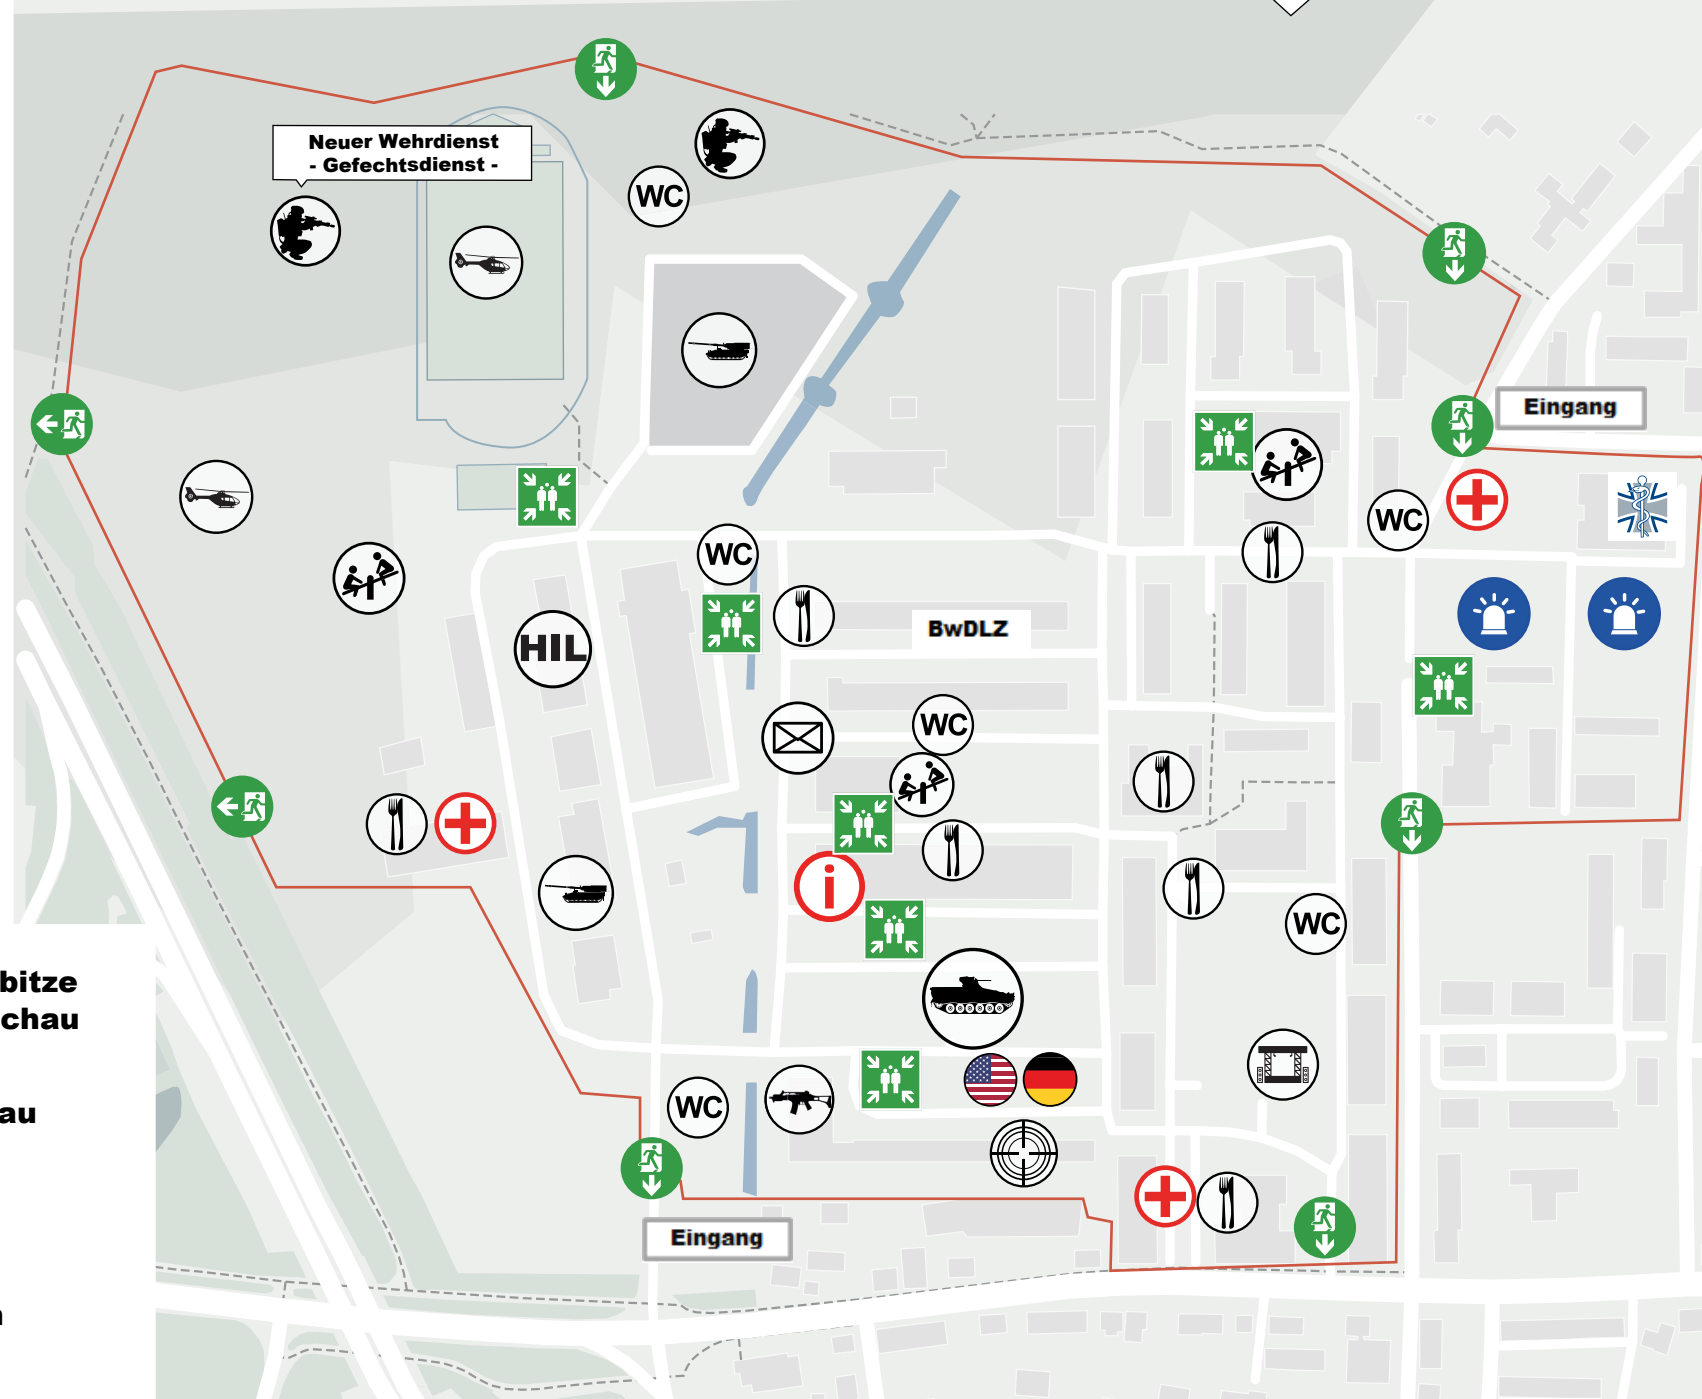 Neuer Wehrdienst
- Gefechtsdienst -
WC
Eingang
WC
WC
BwDLZ
HIL
WC
i
WC
bitze
chau
WC
au
Eingang